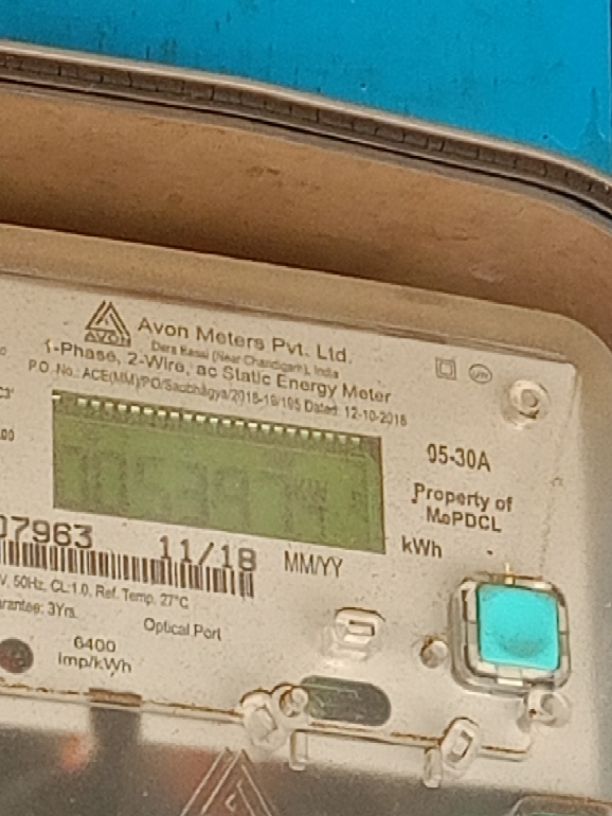 AVON
Avon Meters Pvt. Ltd.
Dera Bassi (Near Chandigarh), India
1-Phase, 2-Wire, ac Static Energy Meter
P.O. No.: ACE(MM)/PO/Saubhagya/2018-19/195 Dated: 12-10-2018
05-30A
Property of
MePDCL
kWh
07963
11/18 MM/YY
V, 50Hz, CL:1.0, Ref. Temp. 27°C
3Yrs.
Optical Port
6400
imp/kWh